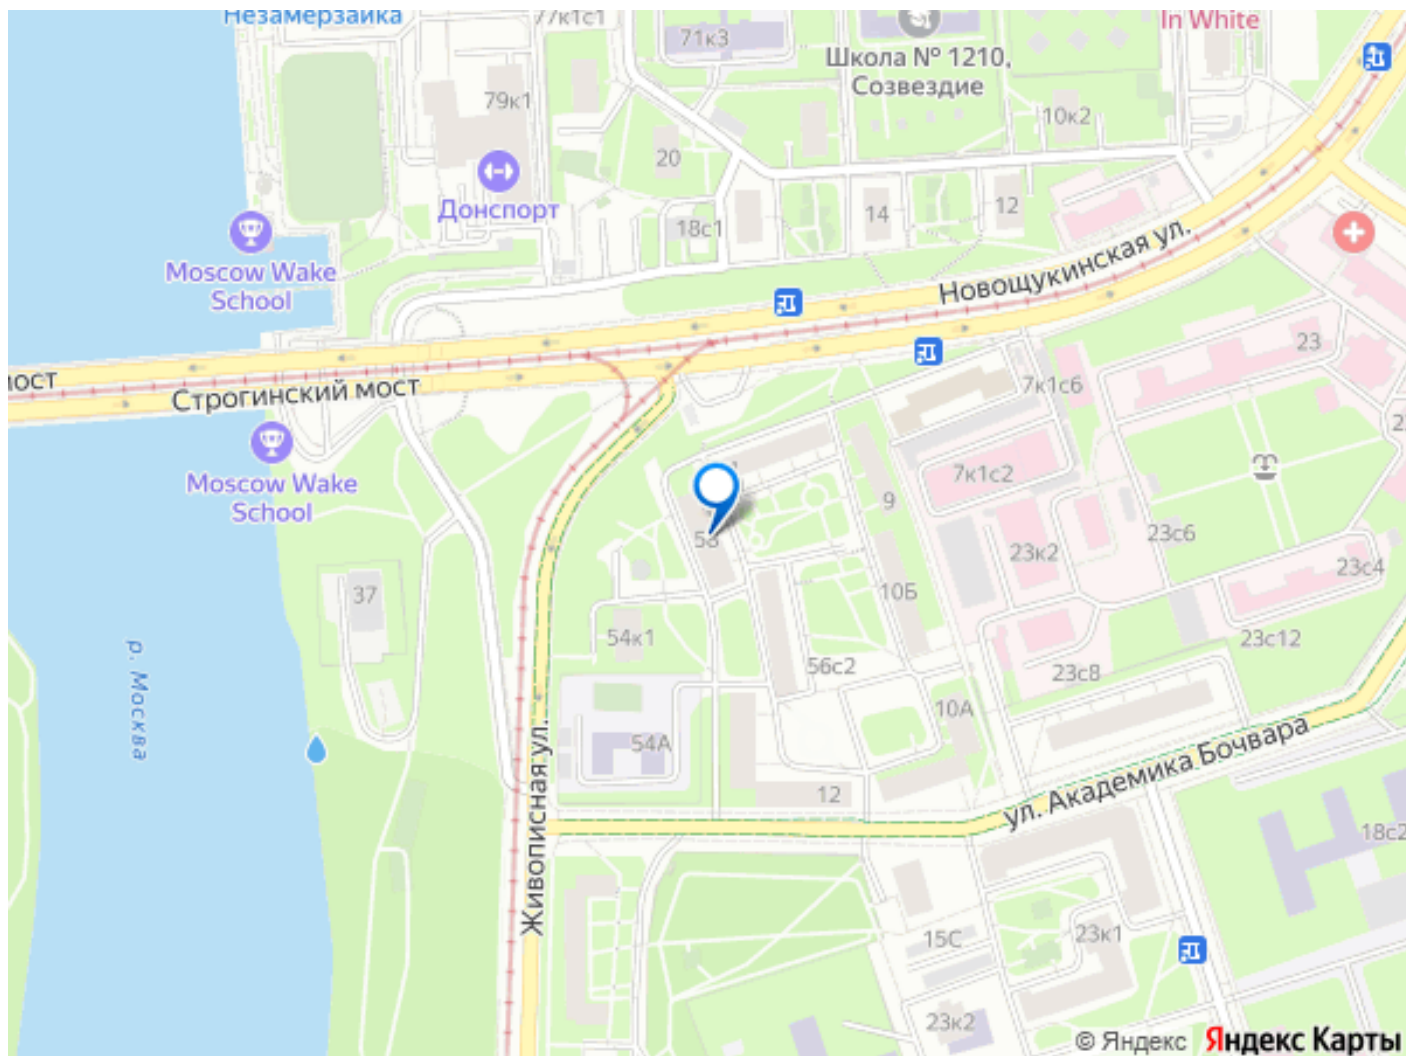 Незамерзайка
77к1с1
71к3
In White
Школа № 1210,
Созвездие
79к1
10к2
20
Донспорт
18с1
14
12
Moscow Wake
School
Новощукинская ул.
мост
Строгинский мост
23
7к1с6
Moscow Wake
School
7к1с2
9
23к2
23с6
23с4
37
10Б
54к1
23с12
56с2
23с8
р. Москва
10А
54А
12
Живописная ул.
ул. Академика Бочвара
18с2
15С
23к1
23к2
© Яндекс
Яндекс Карты